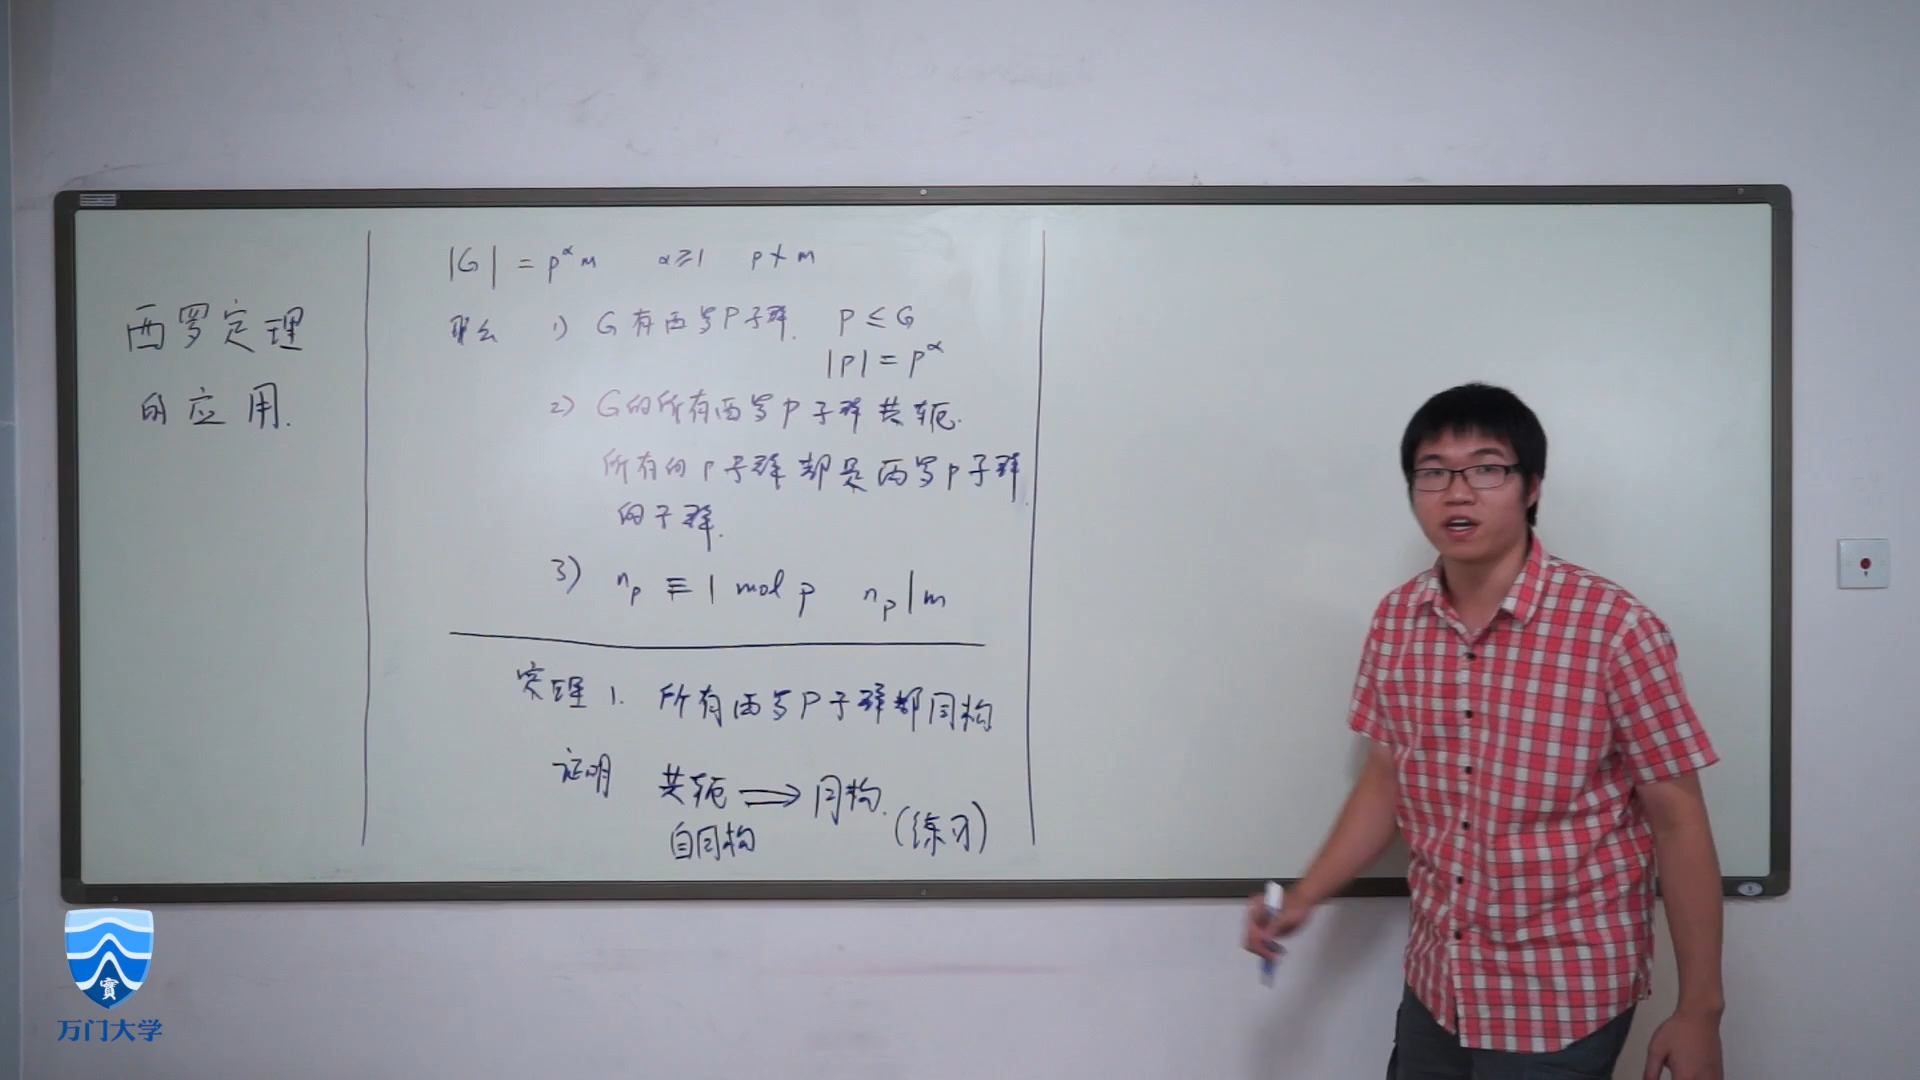 西罗定理
的应用.
|G| = p^α m  α≥1  p∤m
那么 1) G有西罗P子群. P≤G
|P| = p^α
2) G的所有西罗P子群共轭.
所有的p子群都是西罗p子群
的子群.
3) n_p ≡ 1 mod p  n_p | m
定理1. 所有西罗P子群都同构
证明 共轭 ⟹ 同构. (练习)
自同构
寳
万门大学